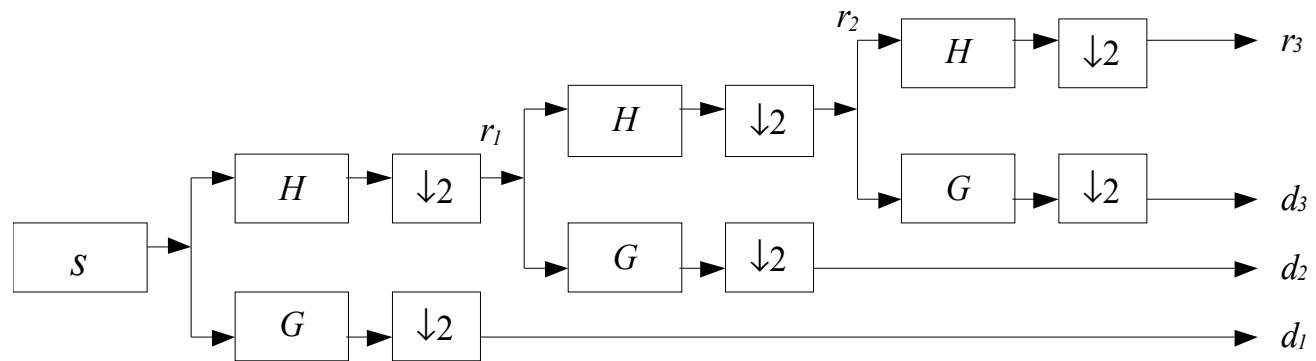 r2 H ↓2 r3
H ↓2
r1
H ↓2 G ↓2 d3
s G ↓2 d2
G ↓2 d1